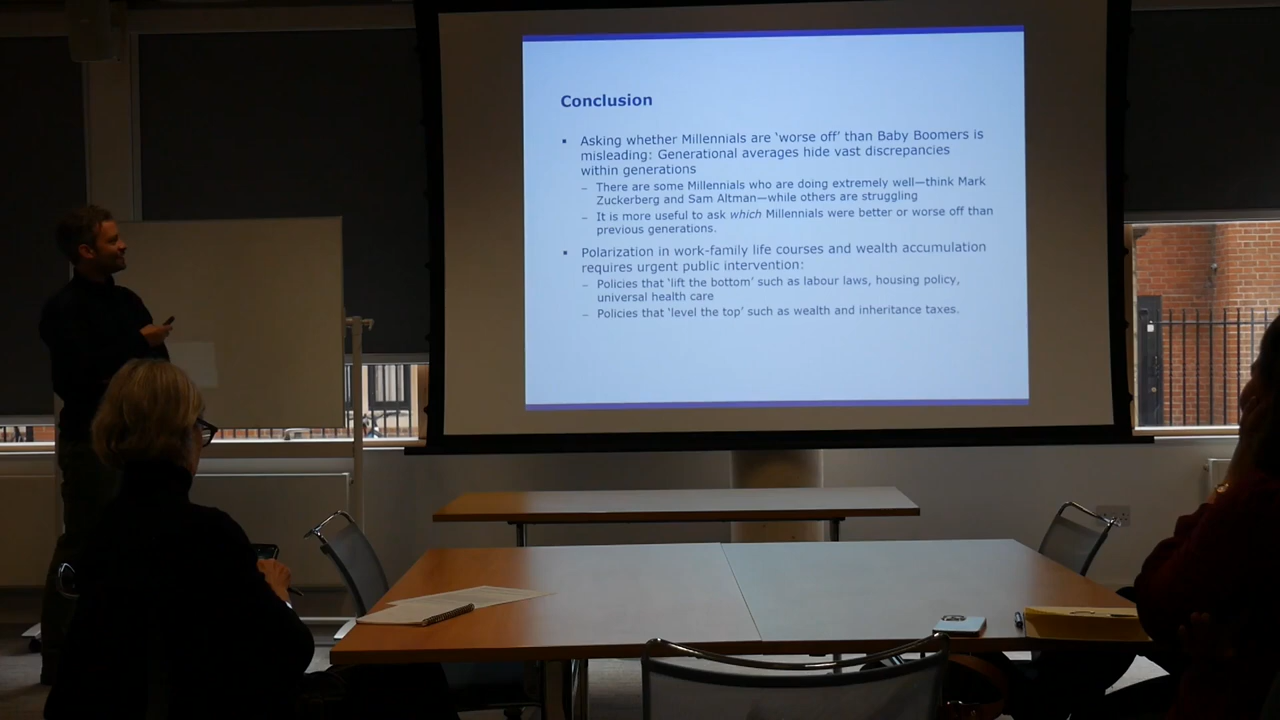 Conclusion
▪ Asking whether Millennials are ‘worse off’ than Baby Boomers is
misleading: Generational averages hide vast discrepancies
within generations
– There are some Millennials who are doing extremely well—think Mark
Zuckerberg and Sam Altman—while others are struggling
– It is more useful to ask which Millennials were better or worse off than
previous generations.
▪ Polarization in work-family life courses and wealth accumulation
requires urgent public intervention:
– Policies that ‘lift the bottom’ such as labour laws, housing policy,
universal health care
– Policies that ‘level the top’ such as wealth and inheritance taxes.